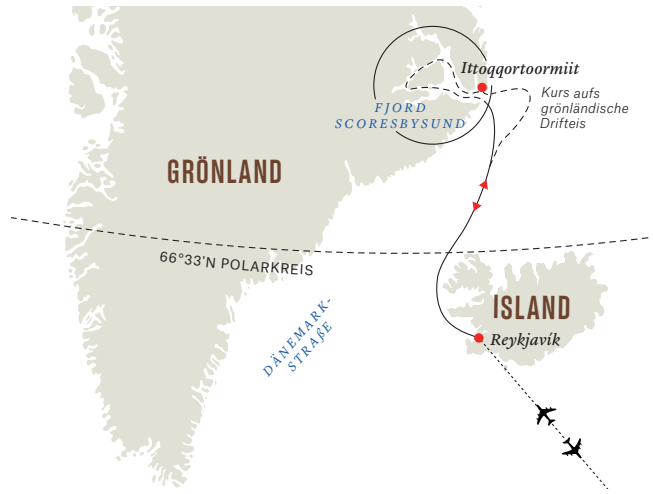 Ittoqqortoormiit
Kurs aufs
grönländische
Drifteis
FJORD
SCORESBYSUND
GRÖNLAND
66°33'N POLARKREIS
DÄNEMARK-
STRAßE
ISLAND
Reykjavík